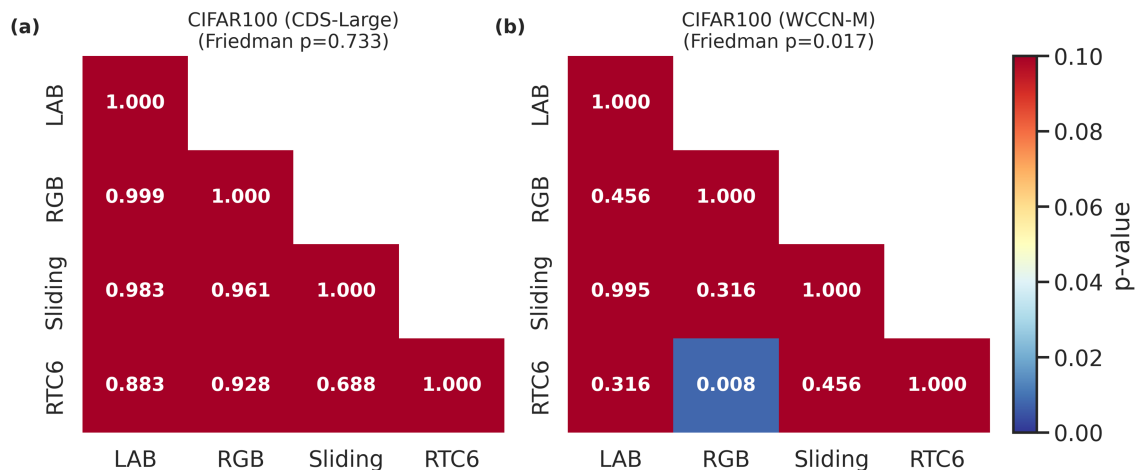 (a)
CIFAR100 (CDS-Large)
(Friedman p=0.733)
LAB
1.000
RGB
0.999 1.000
Sliding
0.983 0.961 1.000
RTC6
0.883 0.928 0.688 1.000
LAB RGB Sliding RTC6
(b)
CIFAR100 (WCCN-M)
(Friedman p=0.017)
LAB
1.000
RGB
0.456 1.000
Sliding
0.995 0.316 1.000
RTC6
0.316 0.008 0.456 1.000
LAB RGB Sliding RTC6
0.10
0.08
0.06
0.04
0.02
0.00
p-value